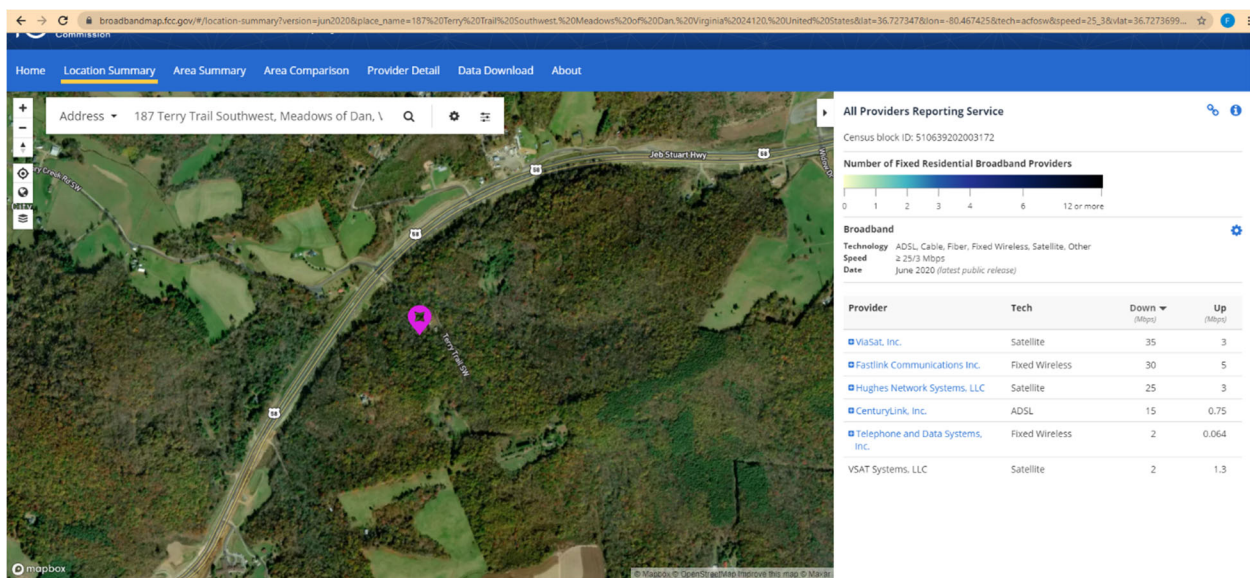 broadbandmap.fcc.gov/#/location-summary?version=jun2020&place_name=187%20Terry%20Trail%20Southwest,%20Meadows%20of%20Dan,%20Virginia%2024120,%20United%20States&lat=36.727347&lon=-80.467425&tech=acfosw&speed=25_3&vlat=36.7273699...
F
Commission
Home Location Summary Area Summary Area Comparison Provider Detail Data Download About
Address 187 Terry Trail Southwest, Meadows of Dan, \
Jeb Stuart Hwy
58
58
58
58
Terry Trail SW
mapbox
© Mapbox © OpenStreetMap Improve this map © Maxar
All Providers Reporting Service
Census block ID: 510639202003172
Number of Fixed Residential Broadband Providers
0 1 2 3 4 6 12 or more
Broadband
Technology ADSL, Cable, Fiber, Fixed Wireless, Satellite, Other
Speed ≥ 25/3 Mbps
Date June 2020 (latest public release)
Provider Tech Down Up
(Mbps) (Mbps)
ViaSat, Inc. Satellite 35 3
Fastlink Communications Inc. Fixed Wireless 30 5
Hughes Network Systems, LLC Satellite 25 3
CenturyLink, Inc. ADSL 15 0.75
Telephone and Data Systems, Fixed Wireless 2 0.064
Inc.
VSAT Systems, LLC Satellite 2 1.3